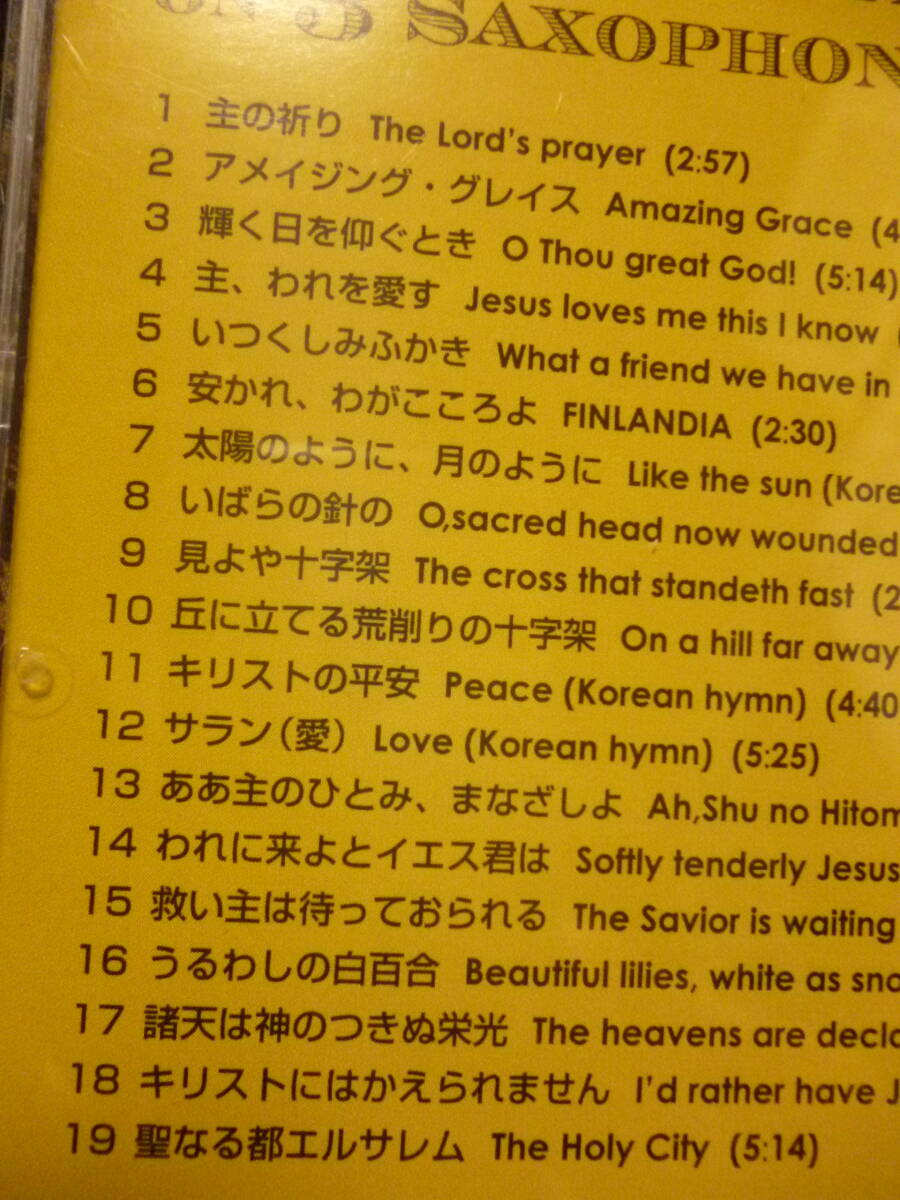 ON 3 SAXOPHON
1 主の祈り The Lord's prayer (2:57)
2 アメイジング・グレイス Amazing Grace (4
3 輝く日を仰ぐとき O Thou great God! (5:14)
4 主、われを愛す Jesus loves me this I know (
5 いつくしみふかき What a friend we have in
6 安かれ、わがこころよ FINLANDIA (2:30)
7 太陽のように、月のように Like the sun (Kore
8 いばらの針の O,sacred head now wounded
9 見よや十字架 The cross that standeth fast (2
10 丘に立てる荒削りの十字架 On a hill far away
11 キリストの平安 Peace (Korean hymn) (4:40
12 サラン(愛) Love (Korean hymn) (5:25)
13 ああ主のひとみ、まなざしよ Ah,Shu no Hitom
14 われに来よとイエス君は Softly tenderly Jesus
15 救い主は待っておられる The Savior is waiting
16 うるわしの白百合 Beautiful lilies, white as sno
17 諸天は神のつきぬ栄光 The heavens are decla
18 キリストにはかえられません I'd rather have J
19 聖なる都エルサレム The Holy City (5:14)